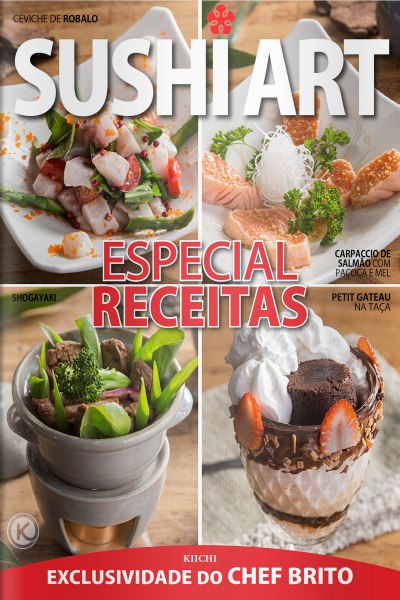 CEVICHE DE ROBALO
SUSHI ART
ESPECIAL
RECEITAS
CARPACCIO DE
SALMÃO COM
PAÇOCA E MEL
SHOGAYAKI
PETIT GATEAU
NA TAÇA
K
KIICHI
EXCLUSIVIDADE DO CHEF BRITO